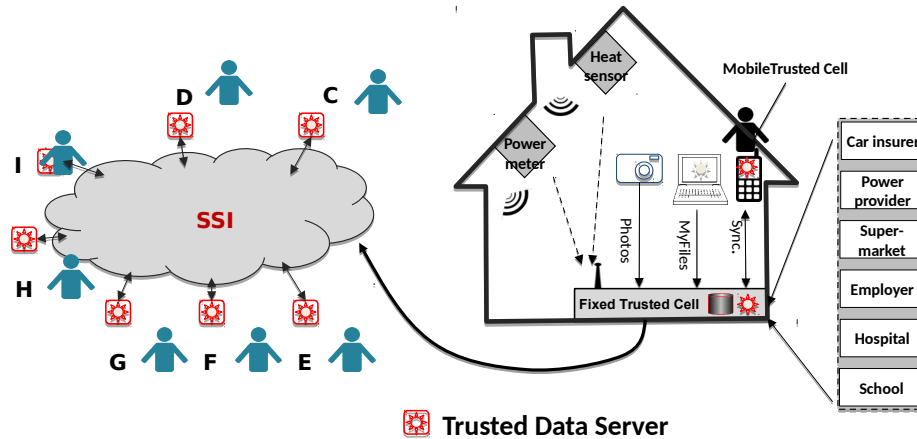 D
C
I
SSI
H
G
F
E
Heat
sensor
Power
meter
MobileTrusted Cell
Photos
MyFiles
Sync.
Fixed Trusted Cell
Car insurer
Power
provider
Super-
market
Employer
Hospital
School
Trusted Data Server